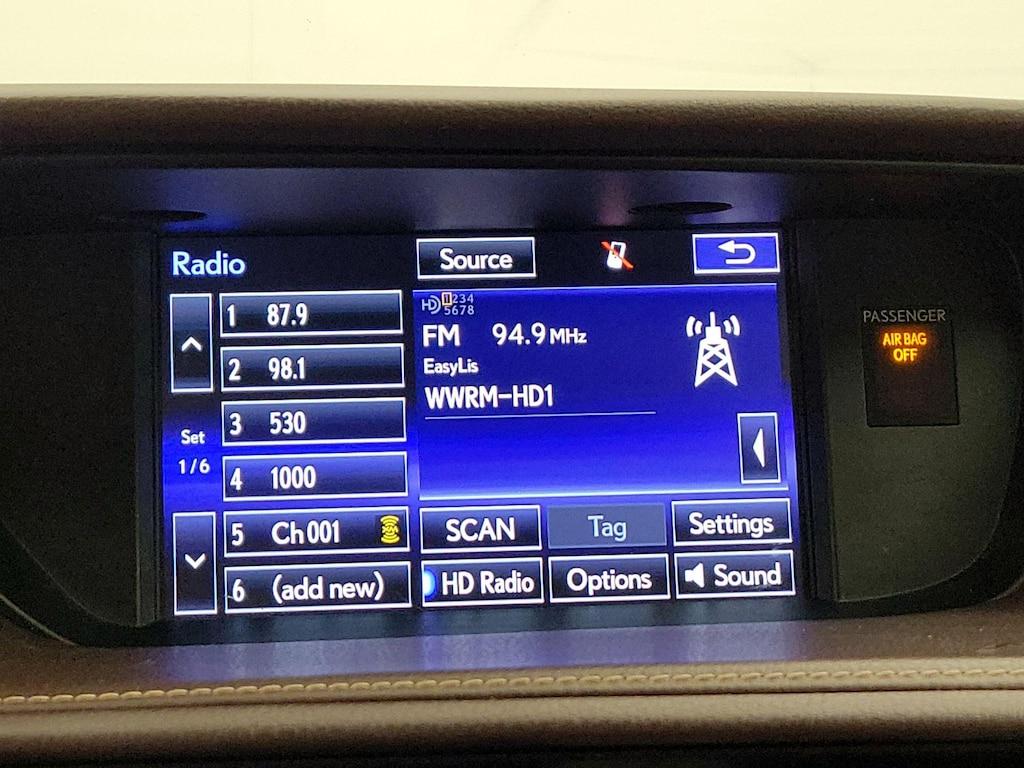 Radio
Source
1 87.9
2 98.1
3 530
4 1000
5 Ch 001
6 (add new)
Set
1/6
HD 1234
5678
FM 94.9 MHz
EasyLis
WWRM-HD1
SCAN
Tag
Settings
HD Radio
Options
Sound
PASSENGER
AIR BAG
OFF